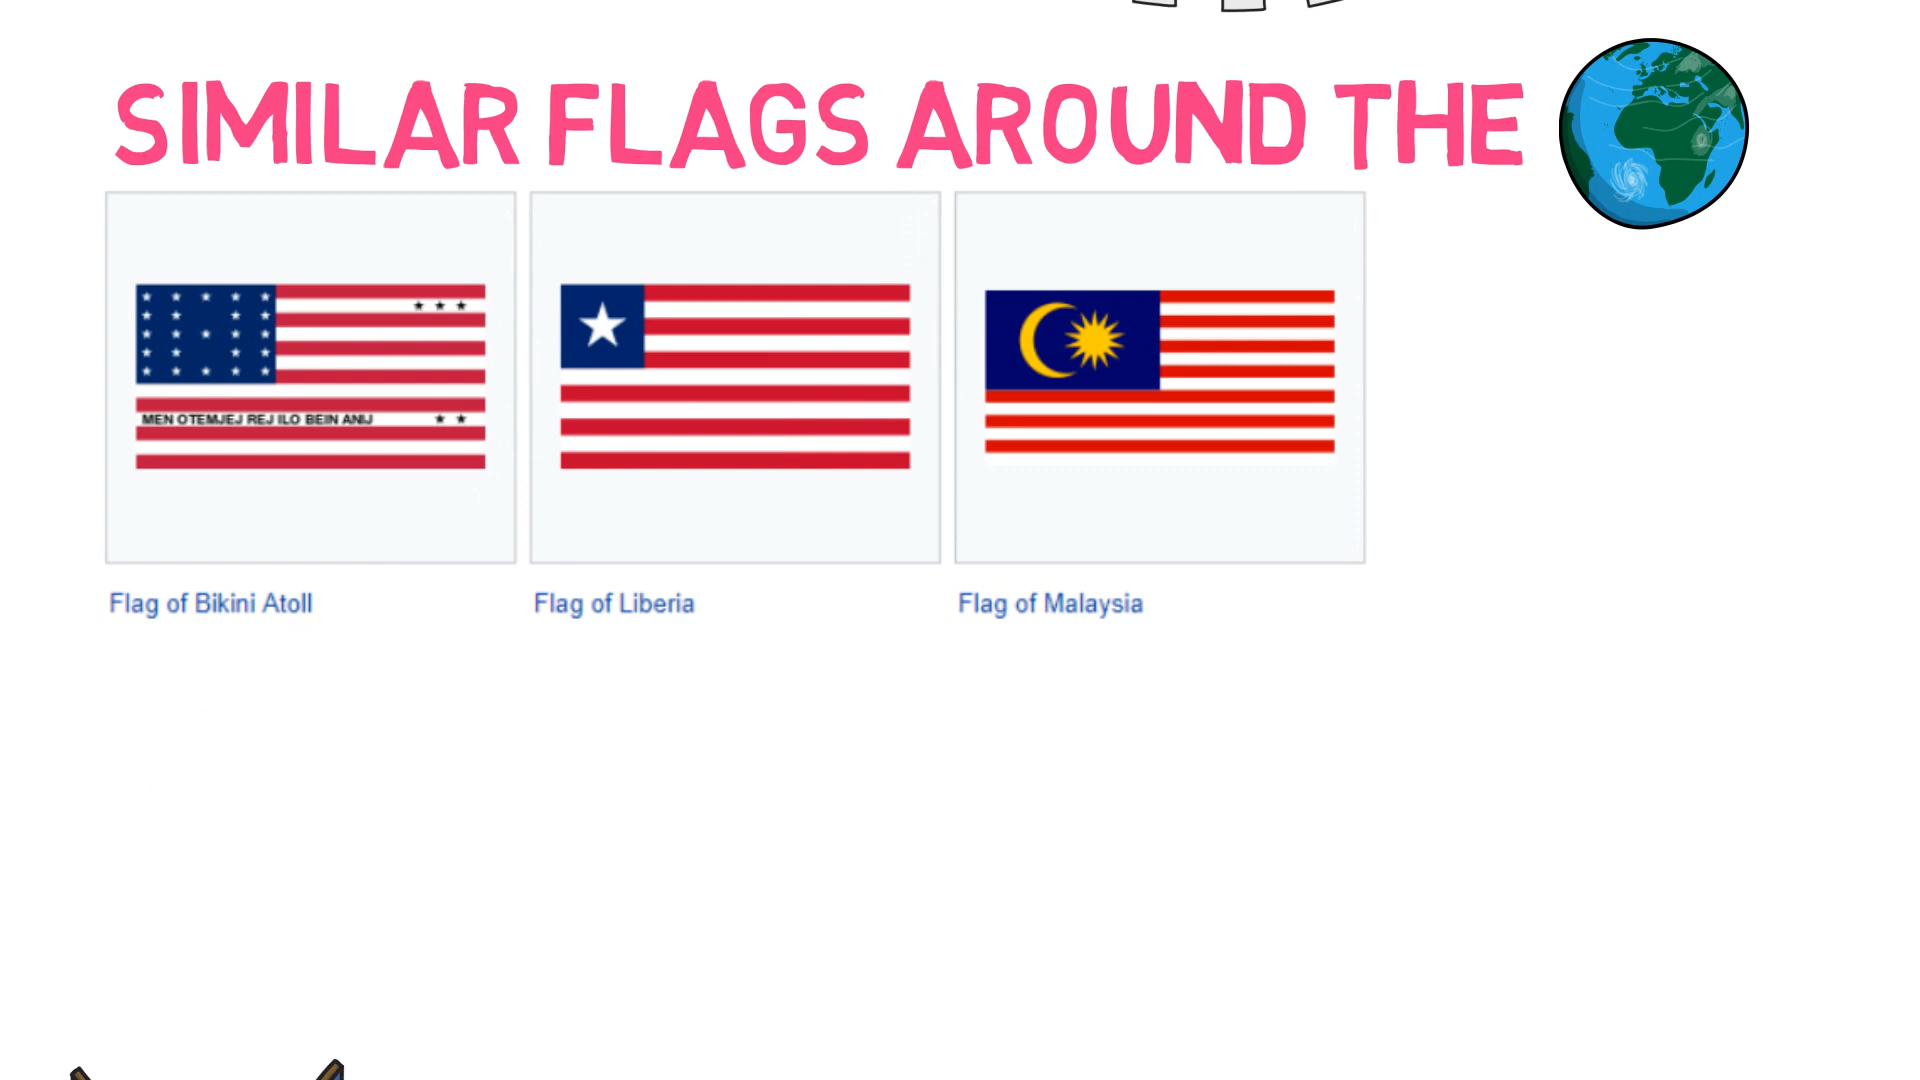 SIMILAR FLAGS AROUND THE
MEN OTEMJEJ REJ ILO BEIN ANIJ
Flag of Bikini Atoll
Flag of Liberia
Flag of Malaysia